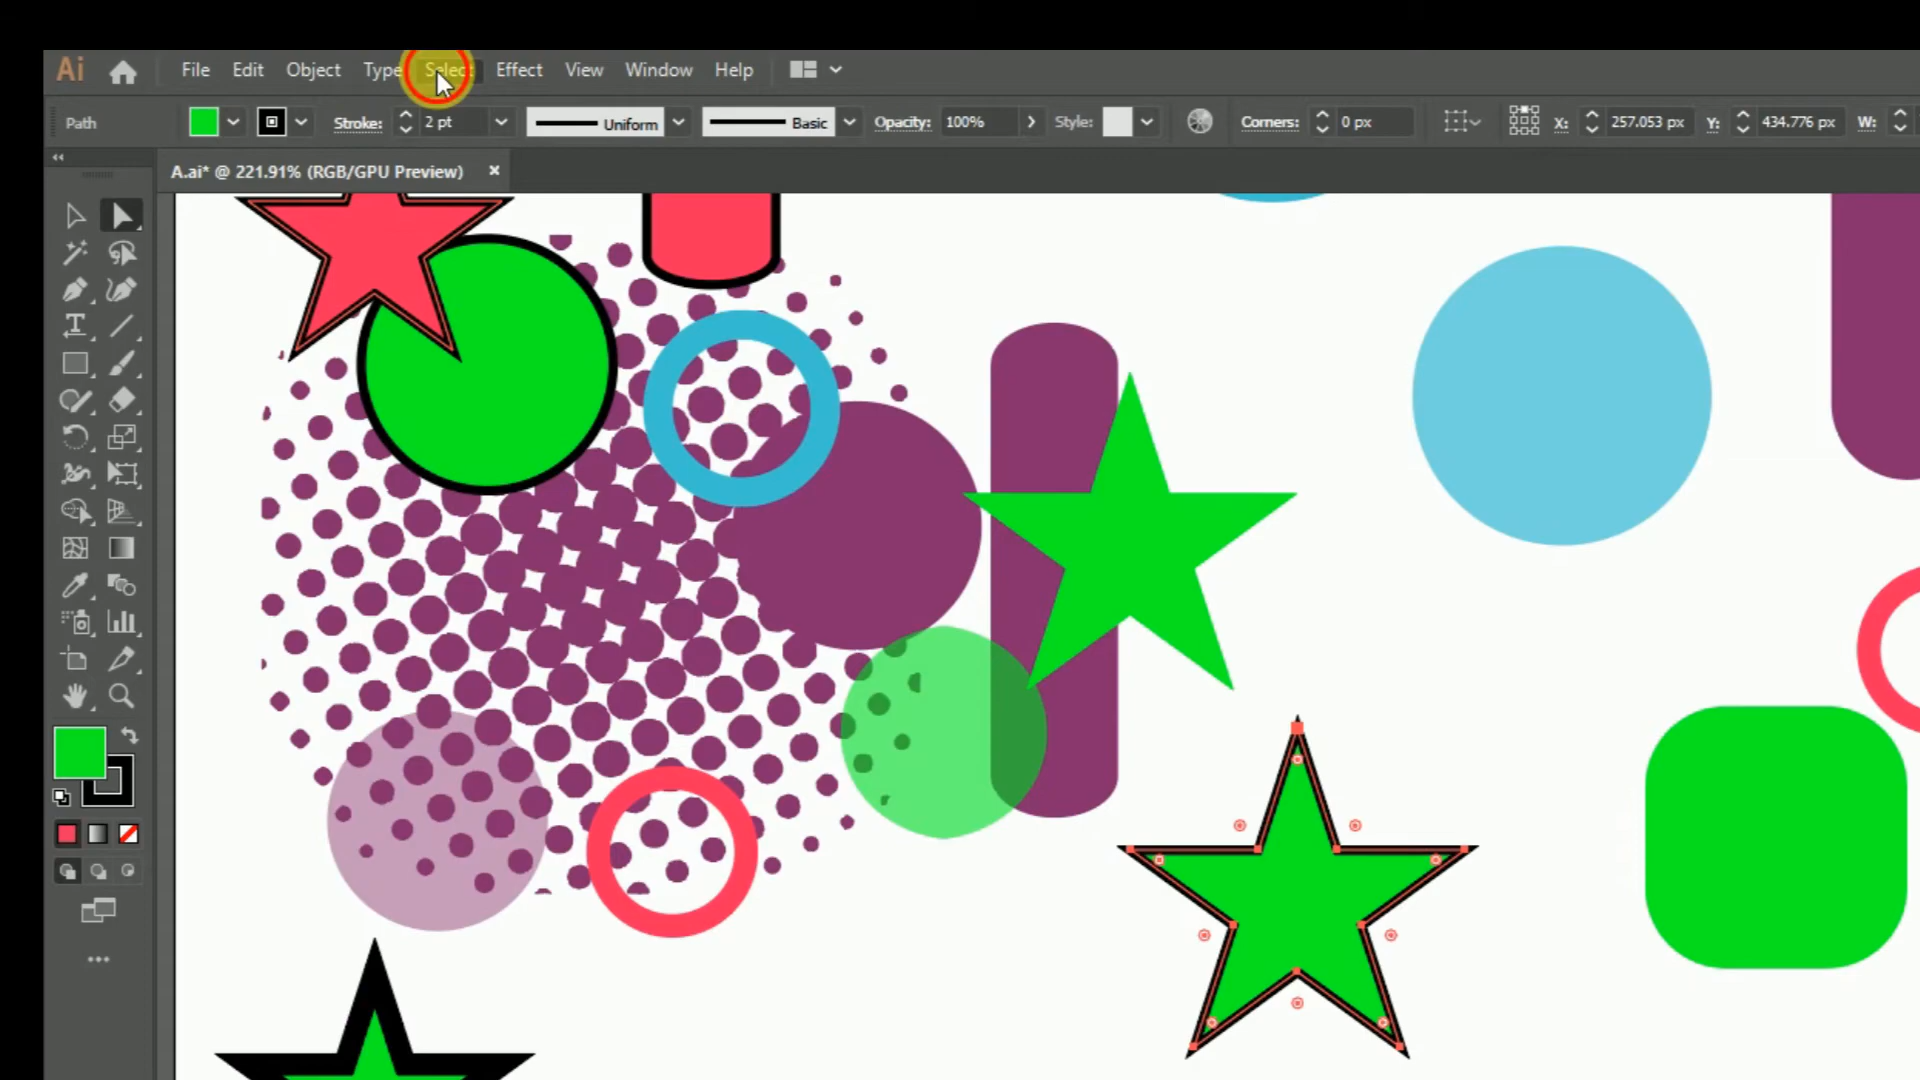 Ai File Edit Object Type Select Effect View Window Help
Path Stroke: 2 pt Uniform Basic Opacity: 100% Style: Corners: 0 px X: 257.053 px Y: 434.776 px W:
A.ai* @ 221.91% (RGB/GPU Preview)